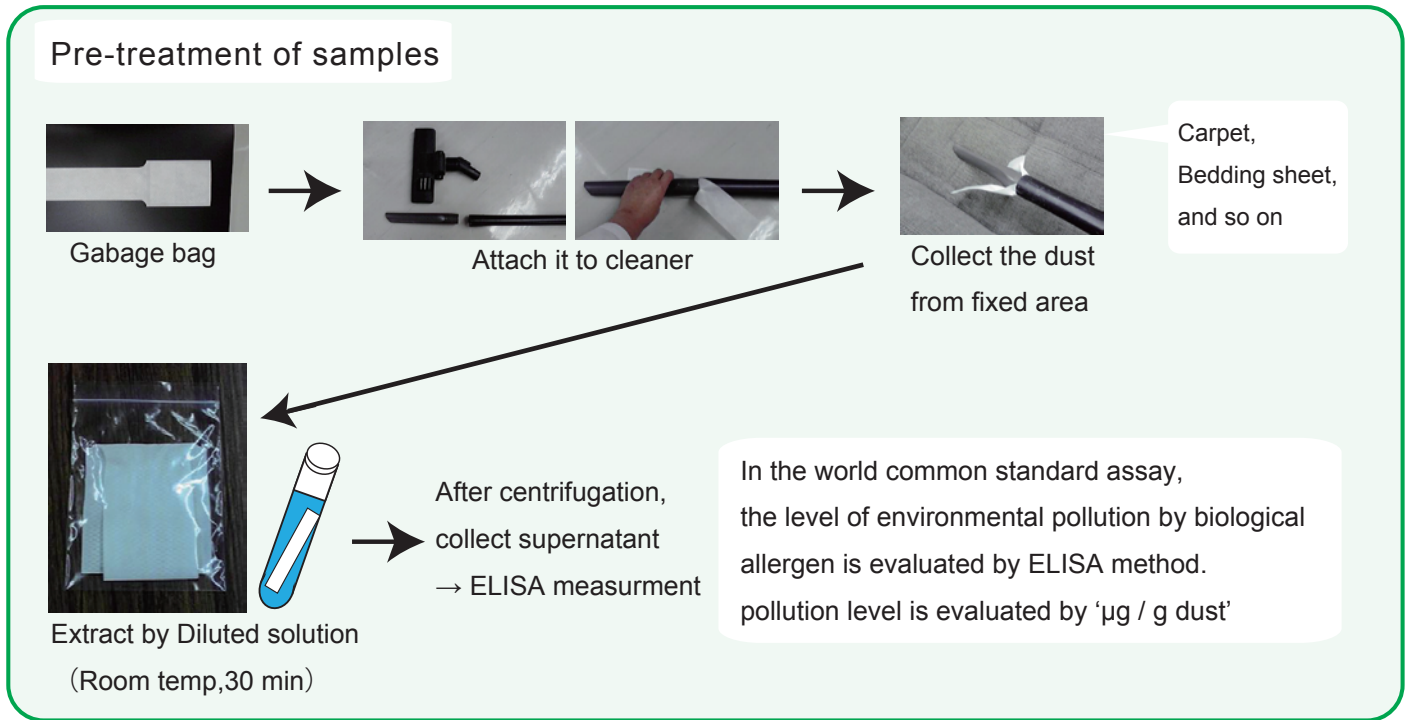 Pre-treatment of samples
Carpet,
Bedding sheet,
and so on
Gabage bag
Attach it to cleaner
Collect the dust
from fixed area
After centrifugation,
collect supernatant
→ ELISA measurment
Extract by Diluted solution
（Room temp,30 min）
In the world common standard assay,
the level of environmental pollution by biological
allergen is evaluated by ELISA method.
pollution level is evaluated by ‘μg / g dust’